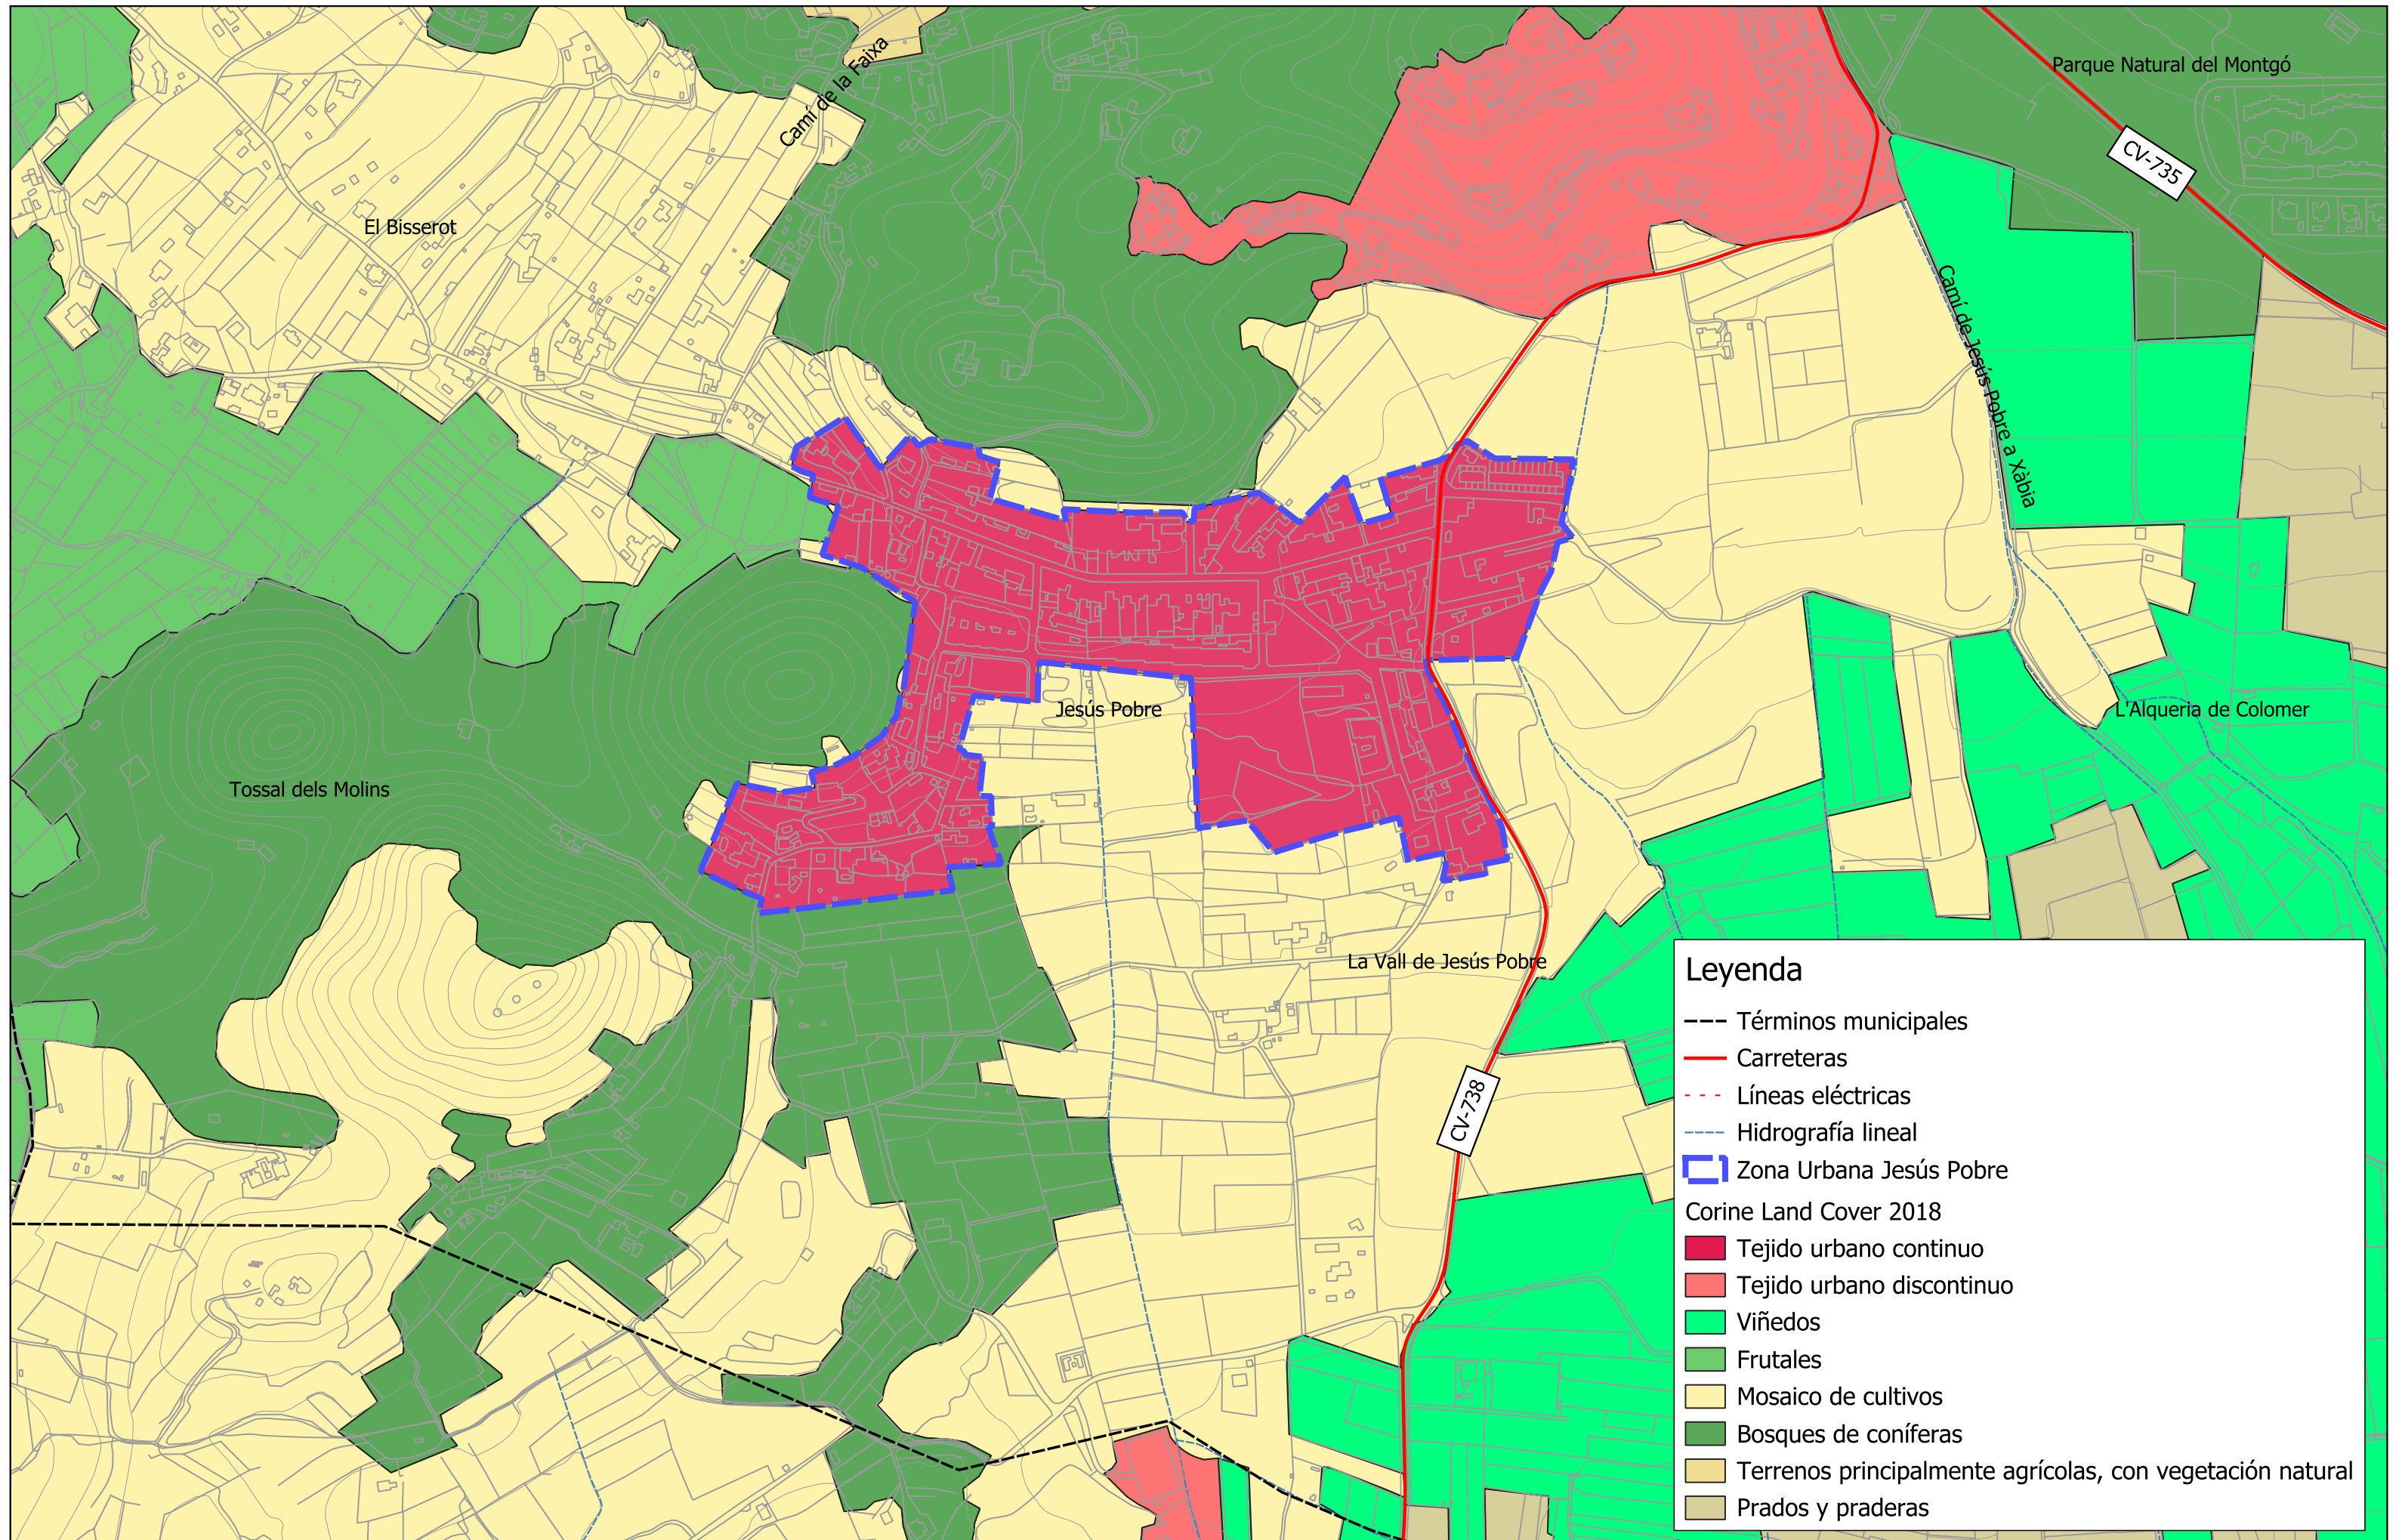 Parque Natural del Montgó
Camí de la Faixa
CV-735
El Bisserot
Camí de Jesús Pobre a Xàbia
Jesús Pobre
L'Alqueria de Colomer
Tossal dels Molins
La Vall de Jesús Pobre
CV-738
Leyenda
Términos municipales
Carreteras
Líneas eléctricas
Hidrografía lineal
Zona Urbana Jesús Pobre
Corine Land Cover 2018
Tejido urbano continuo
Tejido urbano discontinuo
Viñedos
Frutales
Mosaico de cultivos
Bosques de coníferas
Terrenos principalmente agrícolas, con vegetación natural
Prados y praderas